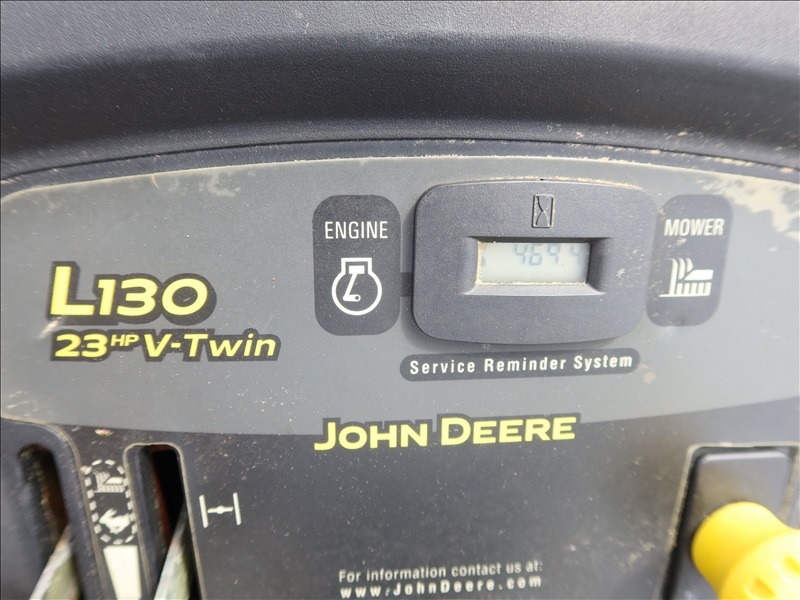 ENGINE
MOWER
469.5
L130
23HP V-Twin
Service Reminder System
JOHN DEERE
For information contact us at:
www.JohnDeere.com